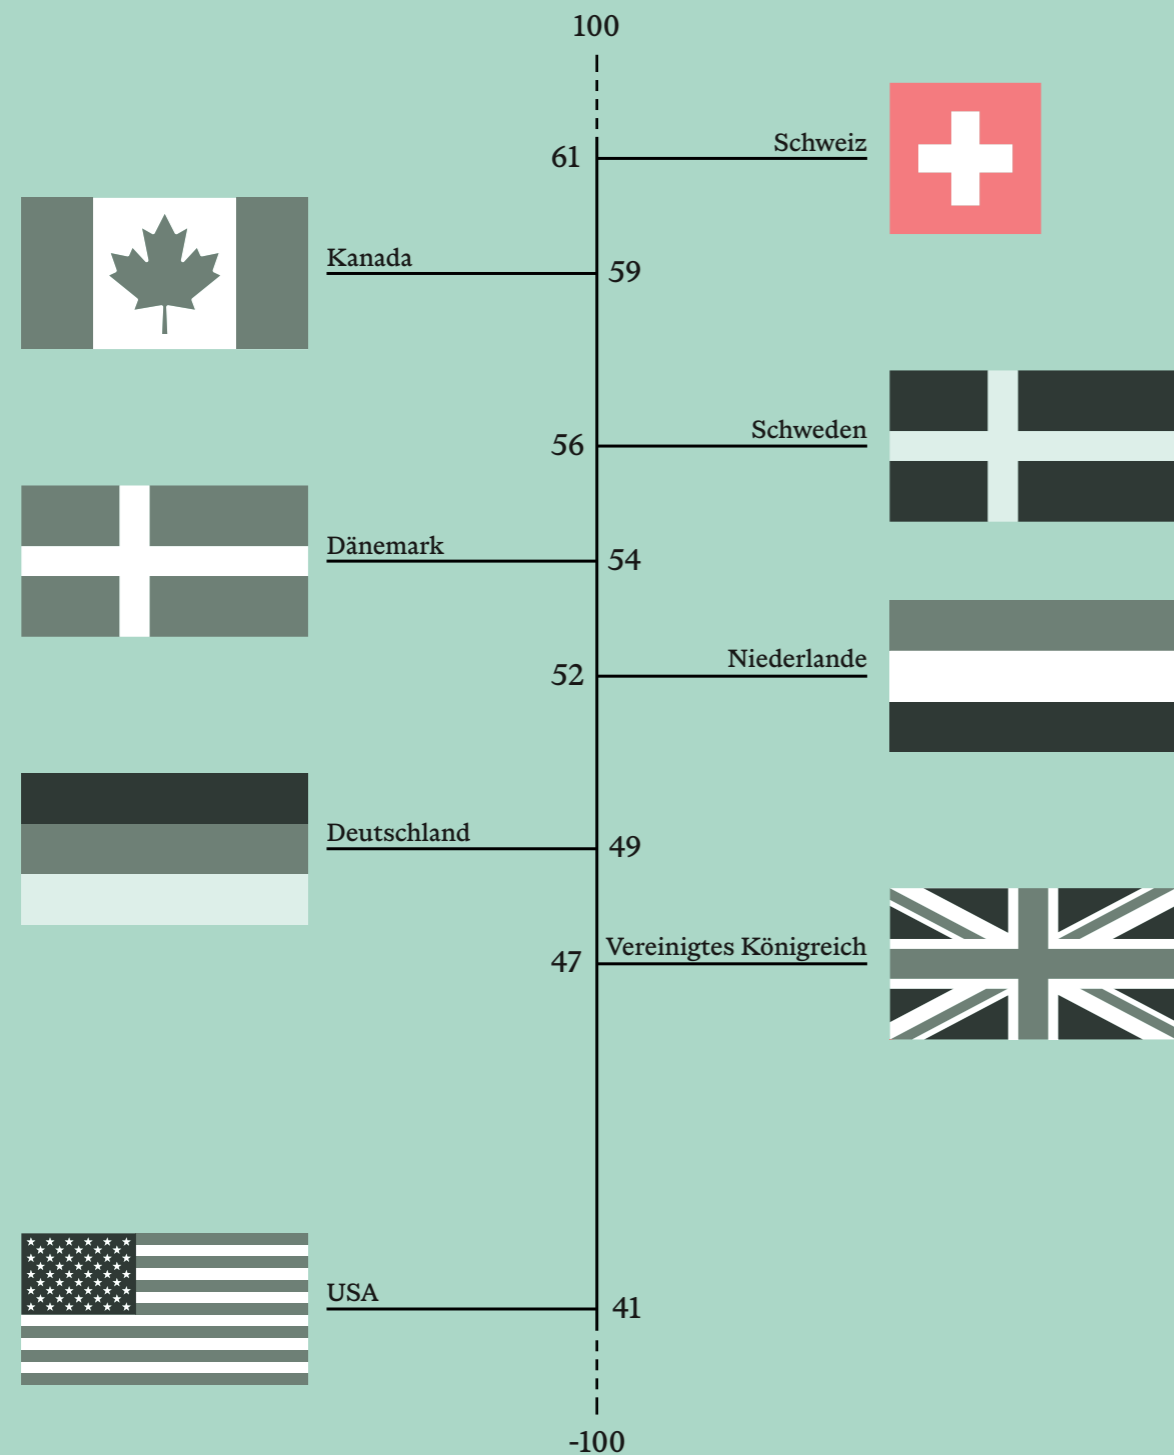 100
61 Schweiz
Kanada 59
56 Schweden
Dänemark 54
52 Niederlande
Deutschland 49
47 Vereinigtes Königreich
USA 41
-100